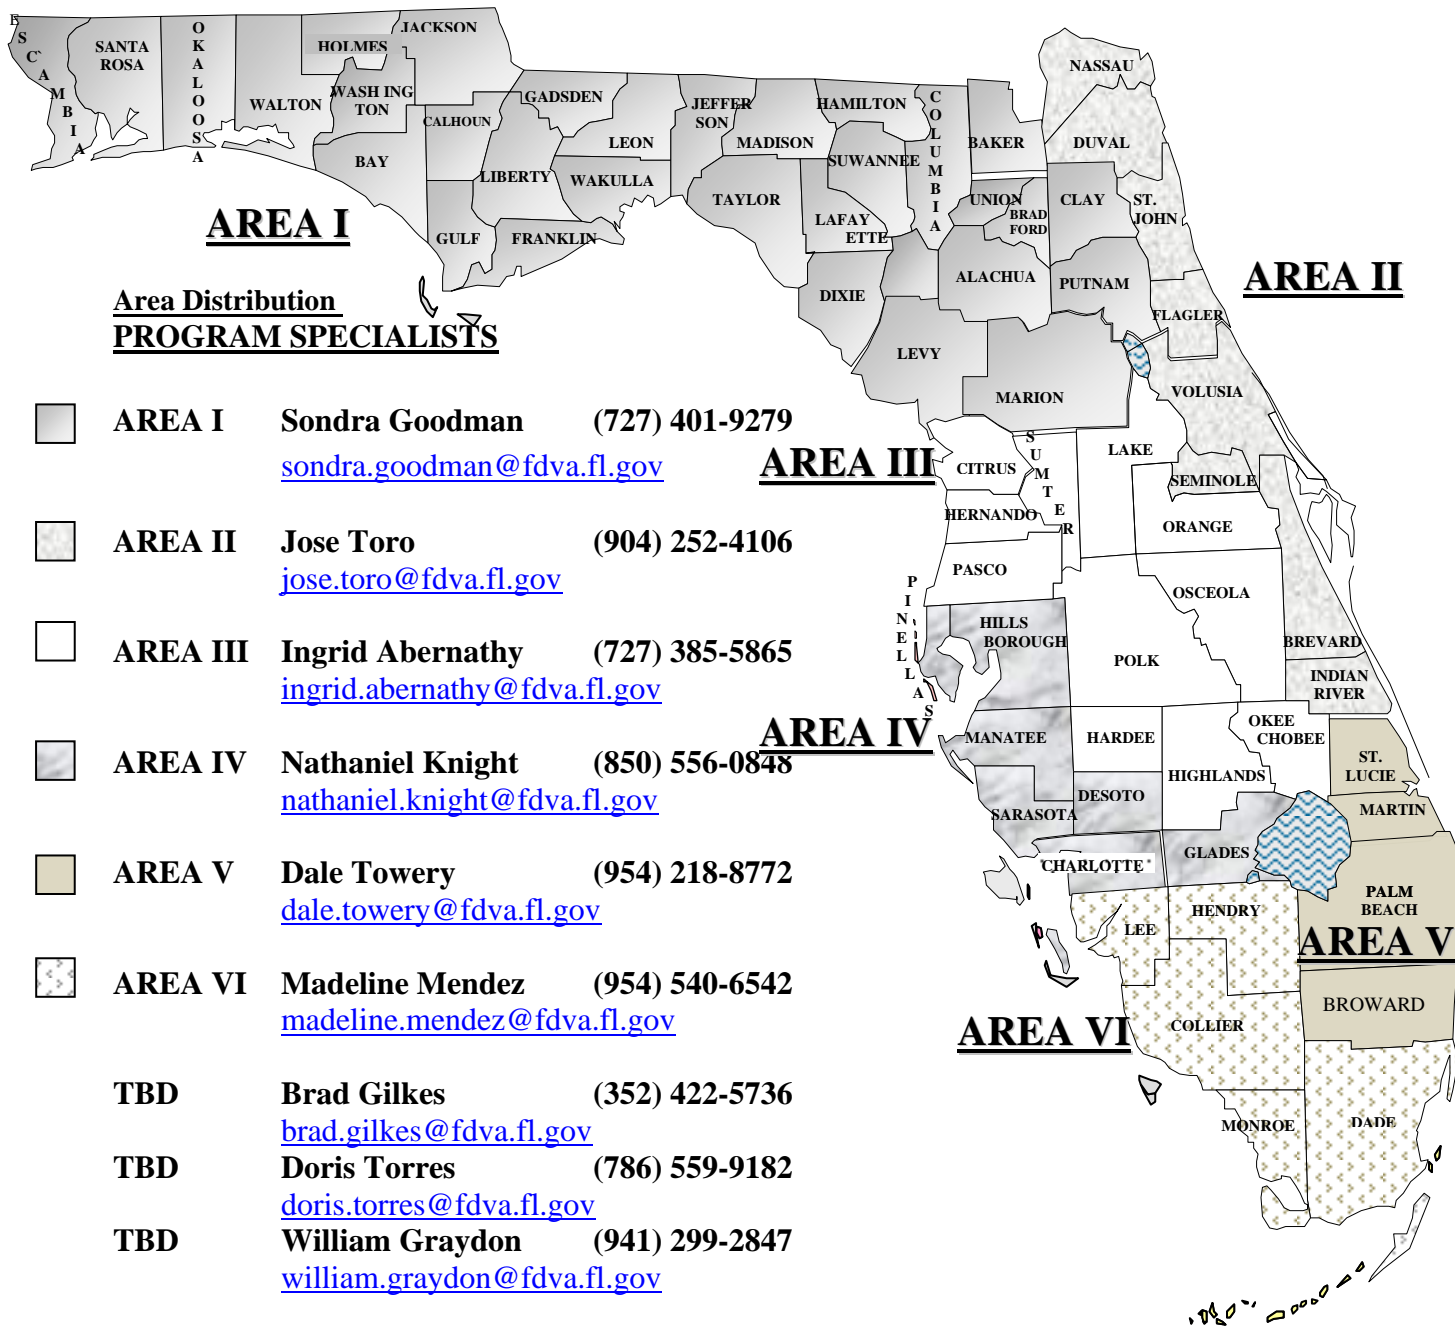 ESCAMBIA
SANTA
ROSA
OKALOOSA
WALTON
HOLMES
JACKSON
WASH ING
TON
BAY
CALHOUN
GULF
LIBERTY
GADSDEN
FRANKLIN
LEON
WAKULLA
JEFFER
SON
MADISON
TAYLOR
HAMILTON
SUWANNEE
LAFAY
ETTE
DIXIE
COLUMBIA
BAKER
UNION
BRAD
FORD
ALACHUA
LEVY
MARION
CLAY
PUTNAM
NASSAU
DUVAL
ST.
JOHN
FLAGLER
VOLUSIA
AREA I
AREA II
Area Distribution
PROGRAM SPECIALISTS
AREA I Sondra Goodman (727) 401-9279
sondra.goodman@fdva.fl.gov
AREA II Jose Toro (904) 252-4106
jose.toro@fdva.fl.gov
AREA III Ingrid Abernathy (727) 385-5865
ingrid.abernathy@fdva.fl.gov
AREA IV Nathaniel Knight (850) 556-0848
nathaniel.knight@fdva.fl.gov
AREA V Dale Towery (954) 218-8772
dale.towery@fdva.fl.gov
AREA VI Madeline Mendez (954) 540-6542
madeline.mendez@fdva.fl.gov
TBD Brad Gilkes (352) 422-5736
brad.gilkes@fdva.fl.gov
TBD Doris Torres (786) 559-9182
doris.torres@fdva.fl.gov
TBD William Graydon (941) 299-2847
william.graydon@fdva.fl.gov
AREA III
CITRUS
SUMTER
LAKE
SEMINOLE
HERNANDO
ORANGE
PASCO
OSCEOLA
PINELLAS
HILLS
BOROUGH
POLK
BREVARD
INDIAN
RIVER
AREA IV
MANATEE
HARDEE
OKEE
CHOBEE
HIGHLANDS
ST.
LUCIE
DESOTO
SARASOTA
MARTIN
CHARLOTTE
GLADES
PALM
BEACH
LEE
HENDRY
AREA V
BROWARD
AREA VI
COLLIER
MONROE
DADE